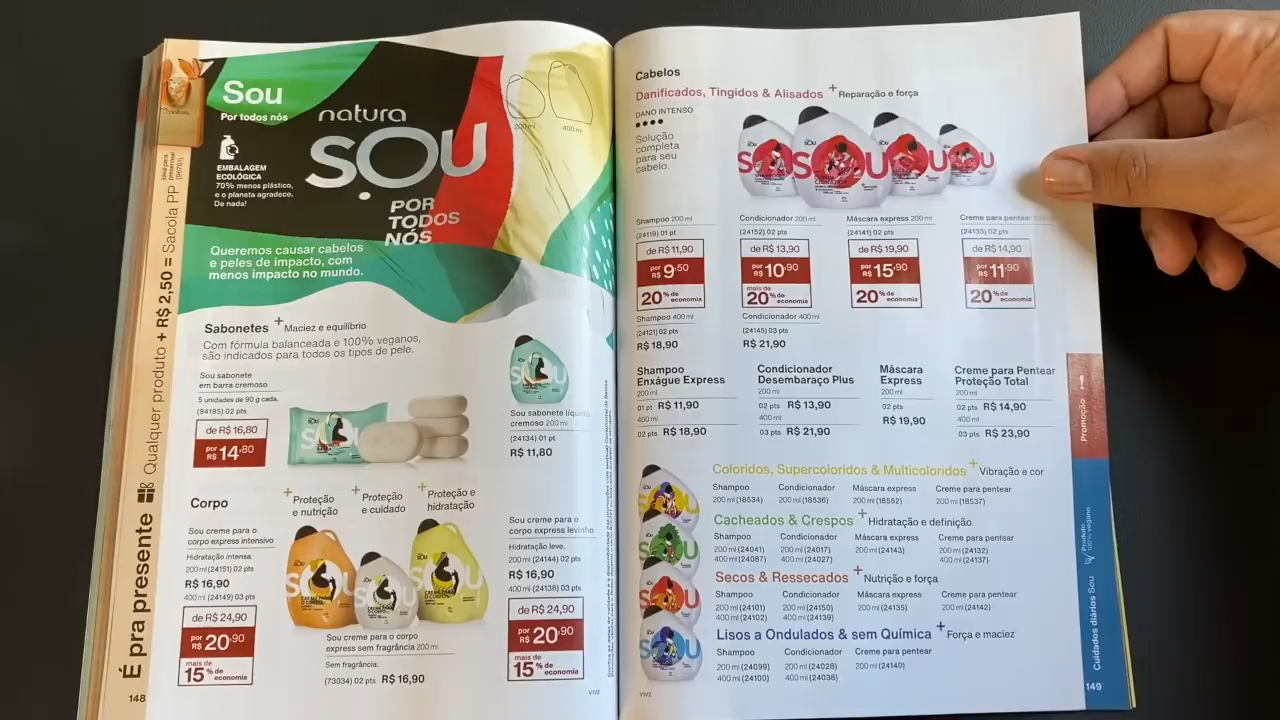 Sou
Por todos nós
EMBALAGEM
ECOLÓGICA
70% menos plástico,
e o planeta agradece.
De nada!
natura
SOU
POR
TODOS
NÓS
200 ml
400 ml
Queremos causar cabelos
e peles de impacto, com
menos impacto no mundo.
Sabonetes + Maciez e equilíbrio
Com fórmula balanceada e 100% veganos,
são indicados para todos os tipos de pele.
Sou sabonete
em barra cremoso
5 unidades de 90 g cada.
(94195) 02 pts
de R$ 16,80
por R$ 14,80
Sou sabonete líquido
cremoso 200 ml
(24134) 01 pt
R$ 11,80
Corpo
+ Proteção
e nutrição
+ Proteção
e cuidado
+ Proteção e
hidratação
Sou creme para o
corpo express intensivo
Hidratação intensa.
200 ml (24151) 02 pts
R$ 16,90
400 ml (24149) 03 pts
de R$ 24,90
por R$ 20,90
mais de
15% de economia
Sou creme para o corpo
express sem fragrância 200 ml
Sem fragrância.
(73034) 02 pts R$ 16,90
Sou creme para o
corpo express levinho
Hidratação leve.
200 ml (24144) 02 pts
R$ 16,90
400 ml (24136) 03 pts
de R$ 24,90
por R$ 20,90
mais de
15% de economia
É pra presente Qualquer produto + R$ 2,50 = Sacola PP
ideal para
presentear
148
VIV2
Cabelos
Danificados, Tingidos & Alisados + Reparação e força
DANO INTENSO
Solução
completa
para seu
cabelo.
Shampoo 200 ml
(24119) 01 pt
de R$ 11,90
por R$ 9,50
20% de economia
Shampoo 400 ml
(24121) 02 pts
R$ 18,90
Condicionador 200 ml
(24152) 02 pts
de R$ 13,90
por R$ 10,90
mais de
20% de economia
Condicionador 400 ml
(24145) 03 pts
R$ 21,90
Máscara express 200 ml
(24141) 02 pts
de R$ 19,90
por R$ 15,90
20% de economia
Creme para pentear
(24133) 02 pts
de R$ 14,90
por R$ 11,90
20% de economia
Shampoo
Enxágue Express
200 ml
01 pt R$ 11,90
400 ml
02 pts R$ 18,90
Condicionador
Desembaraço Plus
200 ml
02 pts R$ 13,90
400 ml
03 pts R$ 21,90
Máscara
Express
200 ml
02 pts
R$ 19,90
Creme para Pentear
Proteção Total
200 ml
02 pts R$ 14,90
400 ml
03 pts R$ 23,90
Coloridos, Supercoloridos & Multicoloridos + Vibração e cor
Shampoo Condicionador Máscara express Creme para pentear
200 ml (18534) 200 ml (18536) 200 ml (18552) 200 ml (18537)
Cacheados & Crespos + Hidratação e definição
Shampoo Condicionador Máscara express Creme para pentear
200 ml (24041) 200 ml (24017) 200 ml (24143) 200 ml (24132)
400 ml (24087) 400 ml (24027) 400 ml (24137)
Secos & Ressecados + Nutrição e força
Shampoo Condicionador Máscara express Creme para pentear
200 ml (24101) 200 ml (24150) 200 ml (24135) 200 ml (24142)
400 ml (24102) 400 ml (24139)
Lisos a Ondulados & sem Química + Força e maciez
Shampoo Condicionador Creme para pentear
200 ml (24099) 200 ml (24028) 200 ml (24140)
400 ml (24100) 400 ml (24038)
Promoção
Produto
100% vegano
Cuidados diários Sou
149
VIV2